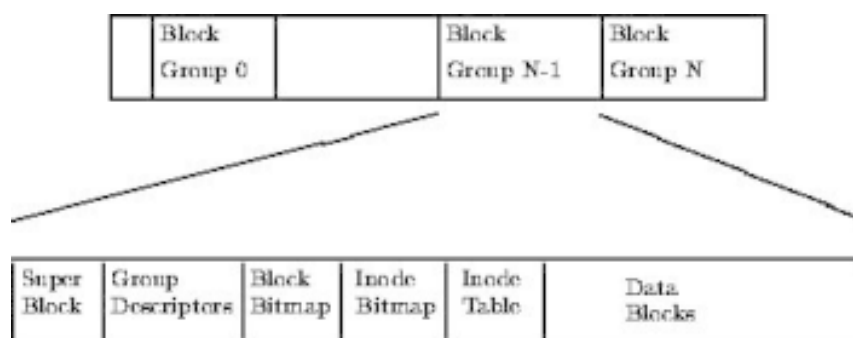 Block
Group 0
Block
Group N-1
Block
Group N
Super
Block
Group
Descriptors
Block
Bitmap
Inode
Bitmap
Inode
Table
Data
Blocks